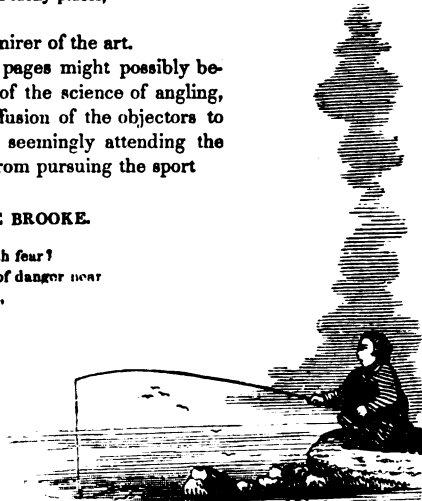 mirer of the art.
pages might possibly be-
of the science of angling,
fusion of the objectors to
seemingly attending the
rom pursuing the sport
BROOKE.
h fear?
of danger near